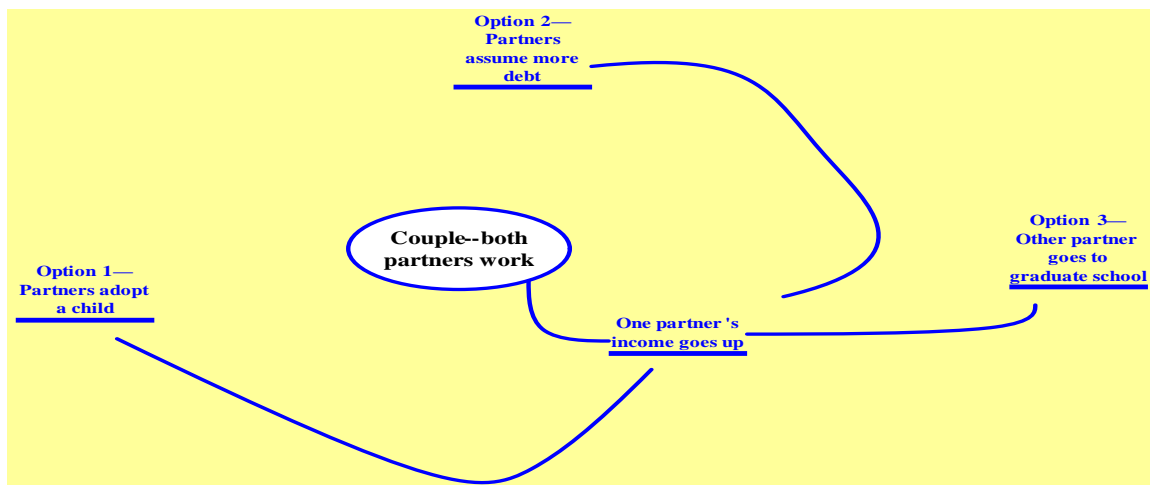 Option 2—
Partners
assume more
debt
Couple--both
partners work
Option 3—
Other partner
goes to
graduate school
Option 1—
Partners adopt
a child
One partner's
income goes up